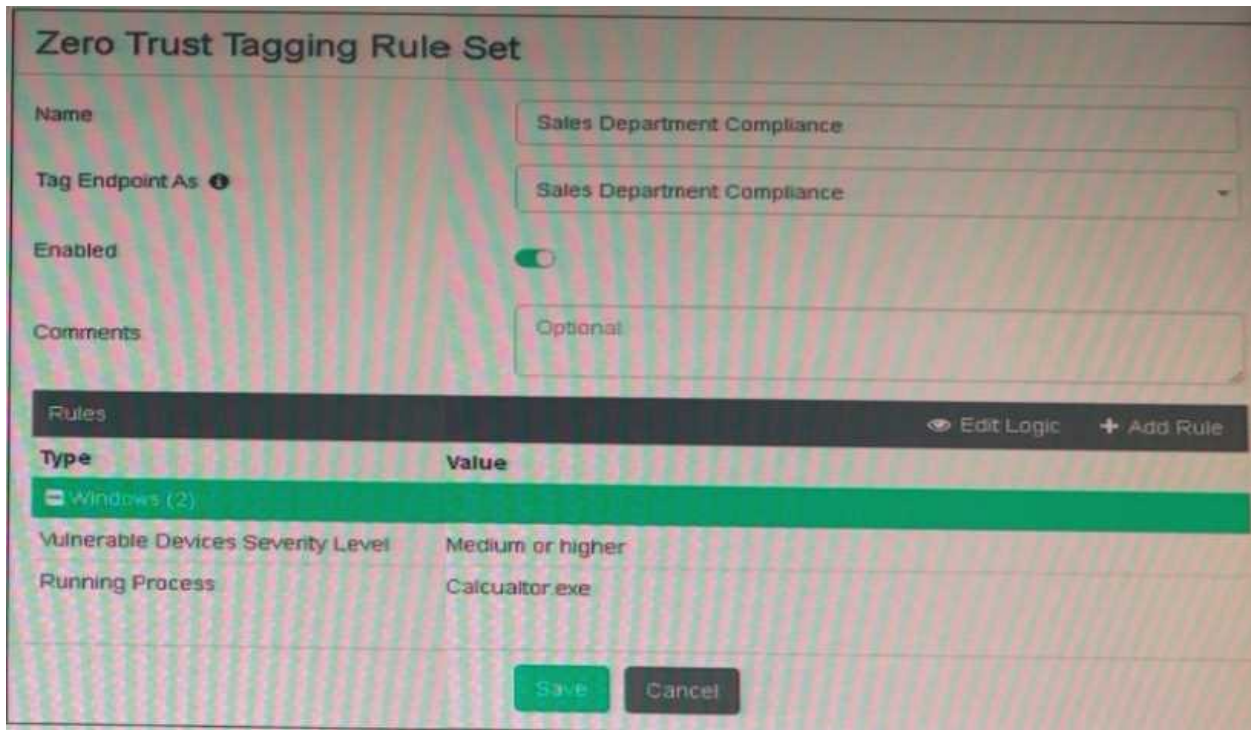 Zero Trust Tagging Rule Set
Name
Sales Department Compliance
Tag Endpoint As
Sales Department Compliance
Enabled
Comments
Optional
Rules
Edit Logic
Add Rule
Type Value
Windows (2)
Vulnerable Devices Severity Level Medium or higher
Running Process Calcualtor.exe
Save
Cancel